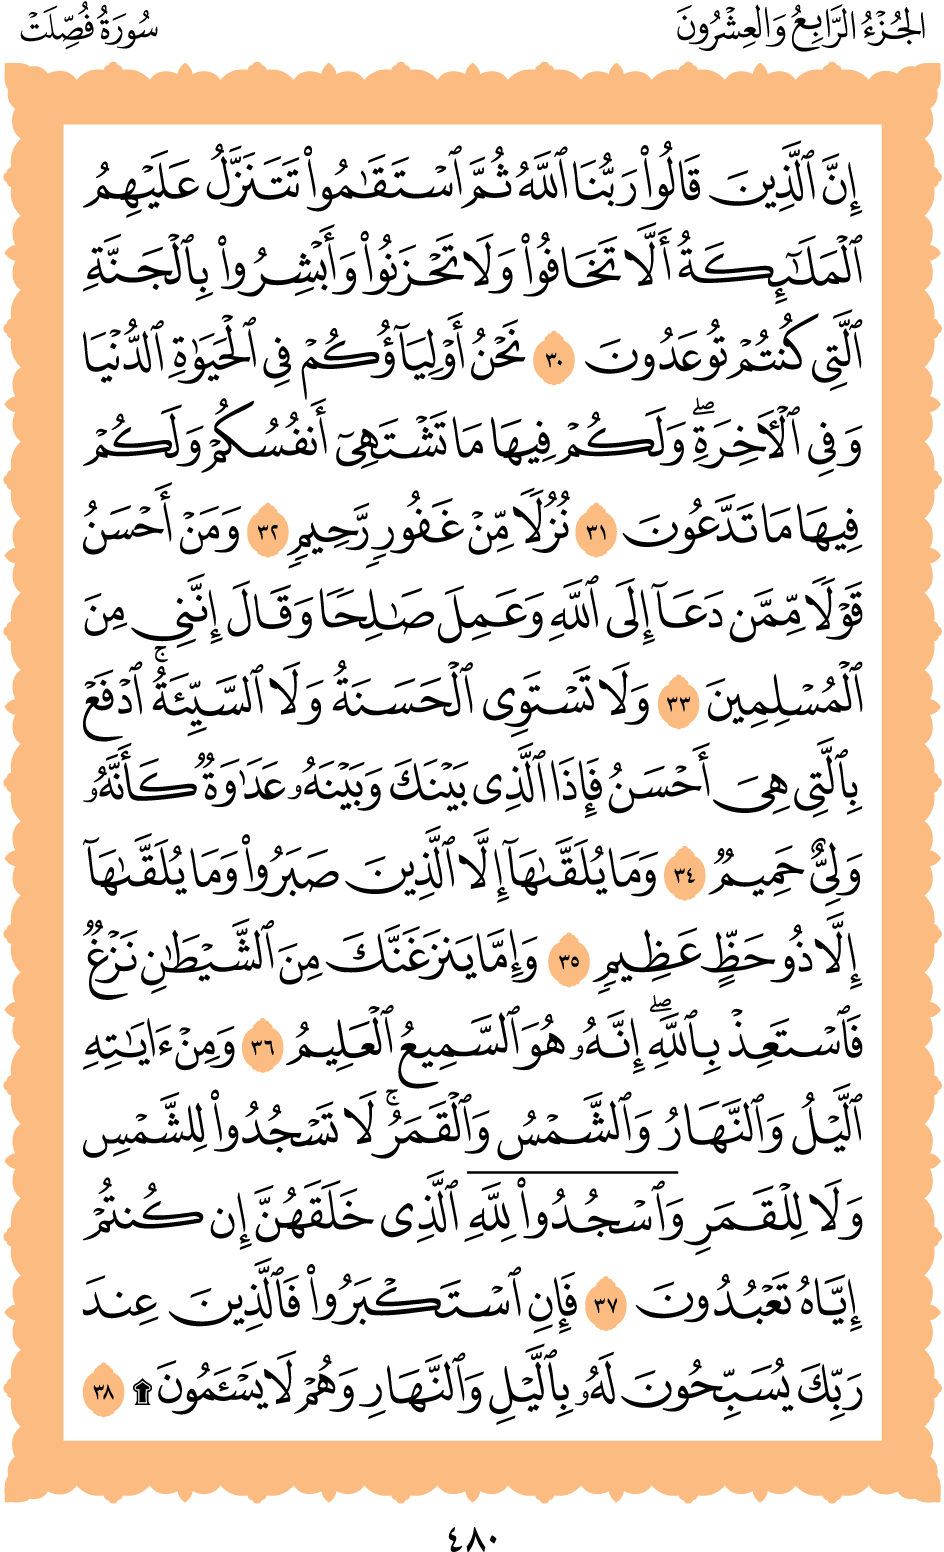 الجُزْءُ الرَّابِعُ وَالعِشْرُونَ
سُورَةُ فُصِّلَتْ
إِنَّ ٱلَّذِينَ قَالُوا۟ رَبُّنَا ٱللَّهُ ثُمَّ ٱسْتَقَـٰمُوا۟ تَتَنَزَّلُ عَلَيْهِمُ
ٱلْمَلَـٰٓئِكَةُ أَلَّا تَخَافُوا۟ وَلَا تَحْزَنُوا۟ وَأَبْشِرُوا۟ بِٱلْجَنَّةِ
ٱلَّتِى كُنتُمْ تُوعَدُونَ ٣٠ نَحْنُ أَوْلِيَآؤُكُمْ فِى ٱلْحَيَوٰةِ ٱلدُّنْيَا
وَفِى ٱلْـَٔاخِرَةِ ۖ وَلَكُمْ فِيهَا مَا تَشْتَهِىٓ أَنفُسُكُمْ وَلَكُمْ
فِيهَا مَا تَدَّعُونَ ٣١ نُزُلًا مِّنْ غَفُورٍ رَّحِيمٍ ٣٢ وَمَنْ أَحْسَنُ
قَوْلًا مِّمَّن دَعَآ إِلَى ٱللَّهِ وَعَمِلَ صَـٰلِحًا وَقَالَ إِنَّنِى مِنَ
ٱلْمُسْلِمِينَ ٣٣ وَلَا تَسْتَوِى ٱلْحَسَنَةُ وَلَا ٱلسَّيِّئَةُ ۚ ٱدْفَعْ
بِٱلَّتِى هِىَ أَحْسَنُ فَإِذَا ٱلَّذِى بَيْنَكَ وَبَيْنَهُۥ عَدَٰوَةٌ كَأَنَّهُۥ
وَلِىٌّ حَمِيمٌ ٣٤ وَمَا يُلَقَّىٰهَآ إِلَّا ٱلَّذِينَ صَبَرُوا۟ وَمَا يُلَقَّىٰهَآ
إِلَّا ذُو حَظٍّ عَظِيمٍ ٣٥ وَإِمَّا يَنزَغَنَّكَ مِنَ ٱلشَّيْطَـٰنِ نَزْغٌ
فَٱسْتَعِذْ بِٱللَّهِ ۖ إِنَّهُۥ هُوَ ٱلسَّمِيعُ ٱلْعَلِيمُ ٣٦ وَمِنْ ءَايَـٰتِهِ
ٱلَّيْلُ وَٱلنَّهَارُ وَٱلشَّمْسُ وَٱلْقَمَرُ ۚ لَا تَسْجُدُوا۟ لِلشَّمْسِ
وَلَا لِلْقَمَرِ وَٱسْجُدُوا۟ لِلَّهِ ٱلَّذِى خَلَقَهُنَّ إِن كُنتُمْ
إِيَّاهُ تَعْبُدُونَ ٣٧ فَإِنِ ٱسْتَكْبَرُوا۟ فَٱلَّذِينَ عِندَ
رَبِّكَ يُسَبِّحُونَ لَهُۥ بِٱلَّيْلِ وَٱلنَّهَارِ وَهُمْ لَا يَسْـَٔمُونَ ۩ ٣٨
٤٨٠